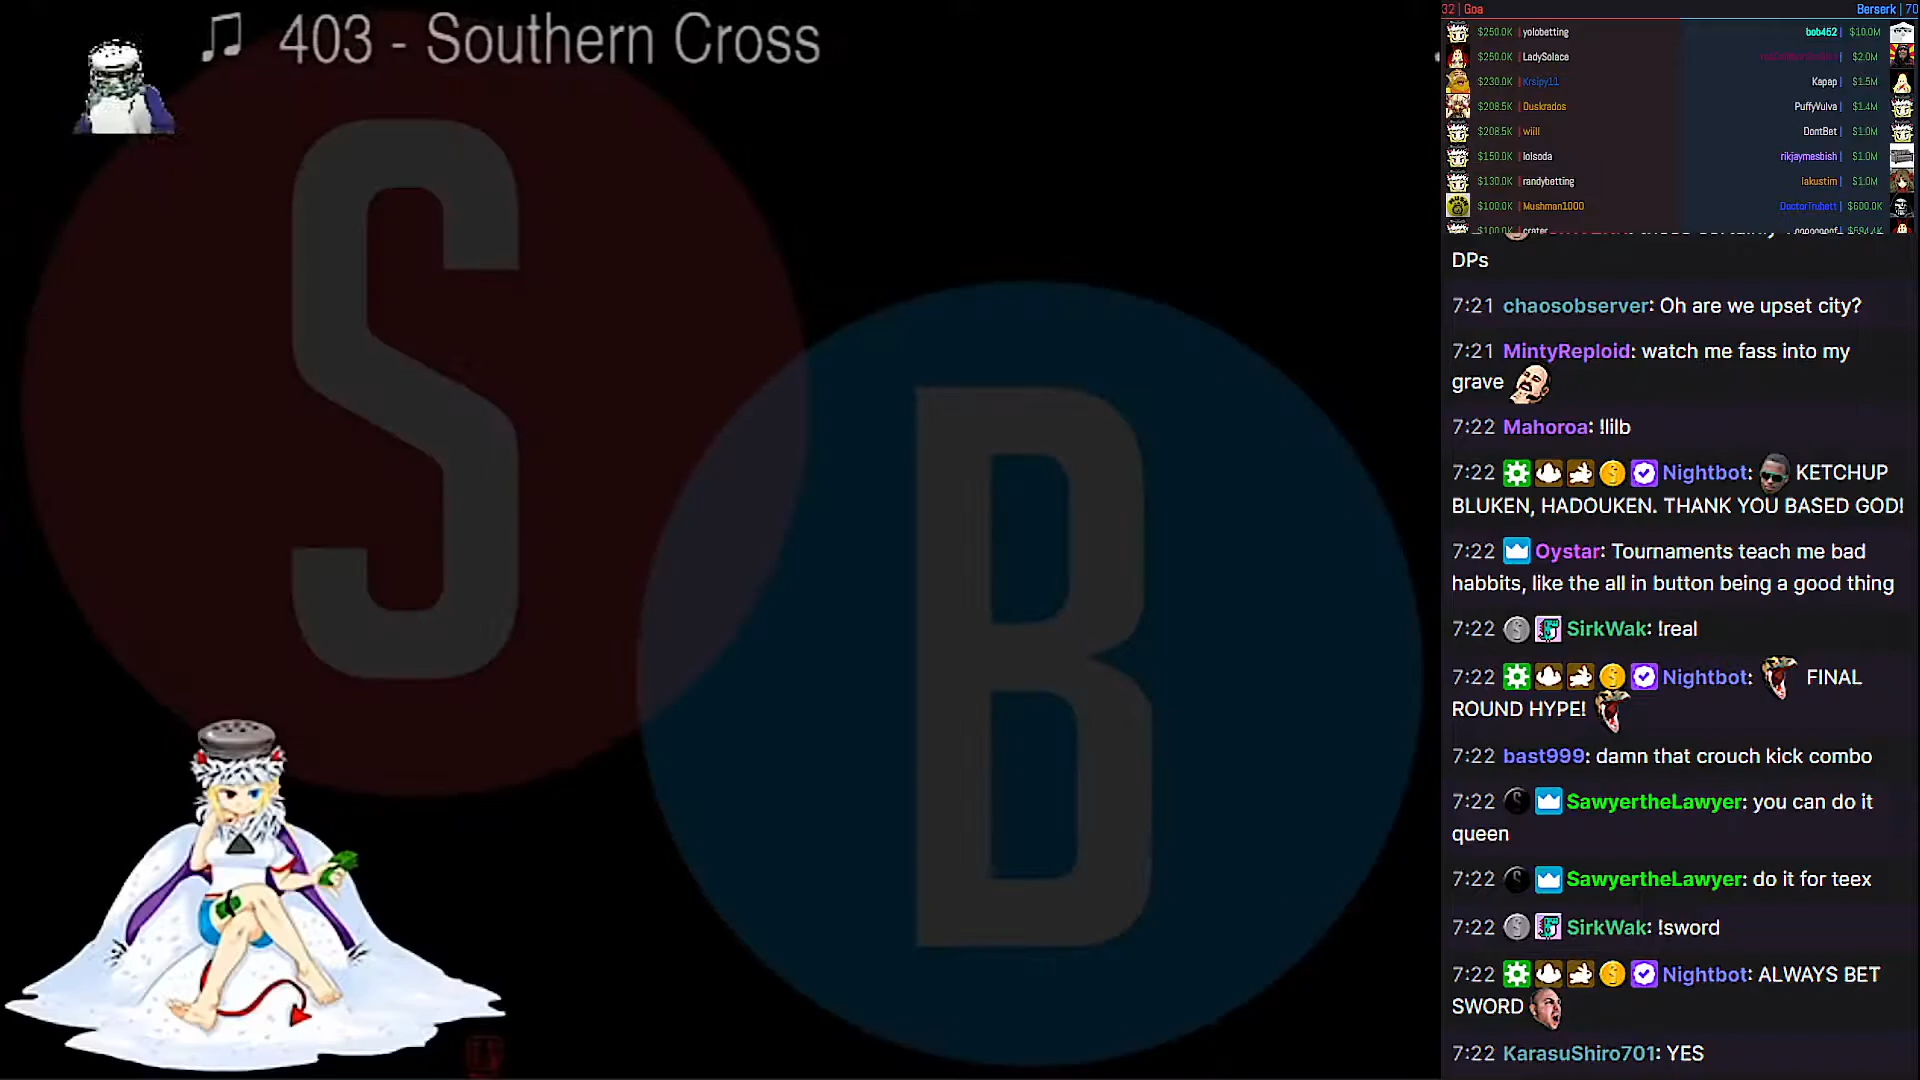 ♫ 403 - Southern Cross
S
B
32 | Goa
Berserk | 70
$250.0K | yolobetting
bob462 | $10.0M
$250.0K | LadySolace
$2.0M
$230.0K | Krsipy11
Kapap | $1.5M
$208.5K | Duskrados
PuffyVulva | $1.4M
$208.5K | wiill
DontBet | $1.0M
$150.0K | lolsoda
rikjaymesbish | $1.0M
$130.0K | randybetting
lakustim | $1.0M
$100.0K | Mushman1000
DoctorTruhett | $600.0K
DPs
7:21 chaosobserver: Oh are we upset city?
7:21 MintyReploid: watch me fass into my
grave
7:22 Mahoroa: !lilb
7:22 Nightbot: KETCHUP
BLUKEN, HADOUKEN. THANK YOU BASED GOD!
7:22 Oystar: Tournaments teach me bad
habbits, like the all in button being a good thing
7:22 SirkWak: !real
7:22 Nightbot: FINAL
ROUND HYPE!
7:22 bast999: damn that crouch kick combo
7:22 SawyertheLawyer: you can do it
queen
7:22 SawyertheLawyer: do it for teex
7:22 SirkWak: !sword
7:22 Nightbot: ALWAYS BET
SWORD
7:22 KarasuShiro701: YES